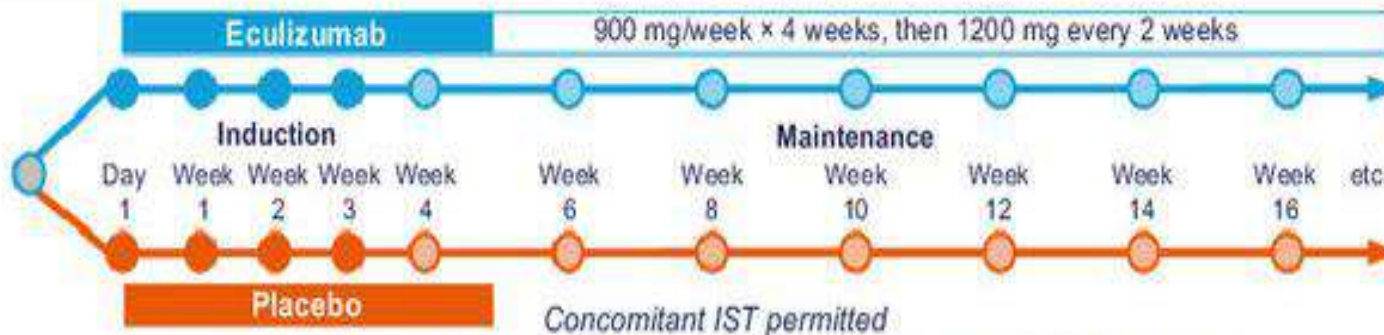 Eculizumab
900 mg/week × 4 weeks, then 1200 mg every 2 weeks
Induction
Maintenance
Day Week Week Week Week Week Week Week Week Week Week etc
1 1 2 3 4 6 8 10 12 14 16
Placebo
Concomitant IST permitted